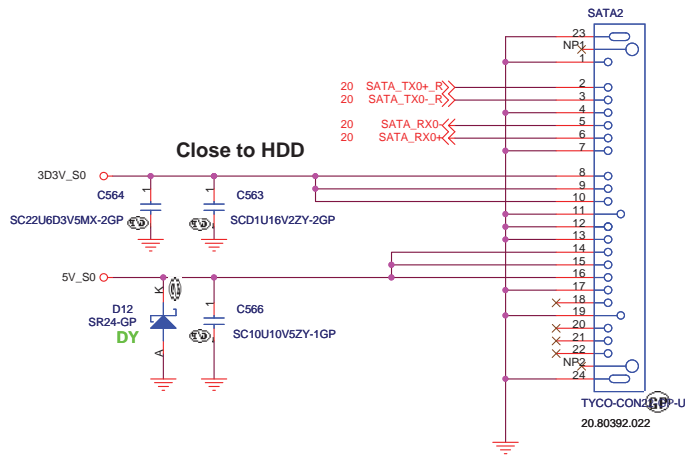 SATA2
23
NP1
1
20 SATA_TX0+_R 2
20 SATA_TX0-_R 3
4
20 SATA_RX0- 5
20 SATA_RX0+ 6
7
Close to HDD
3D3V_S0 8
9
10
C564 1
SC22U6D3V5MX-2GP
C563 1
SCD1U16V2ZY-2GP
11
12
13
14
15
5V_S0 16
17
18
19
20
21
22
NP2
24
K
D12
SR24-GP
DY
A
C566 1
SC10U10V5ZY-1GP
20.80392.022